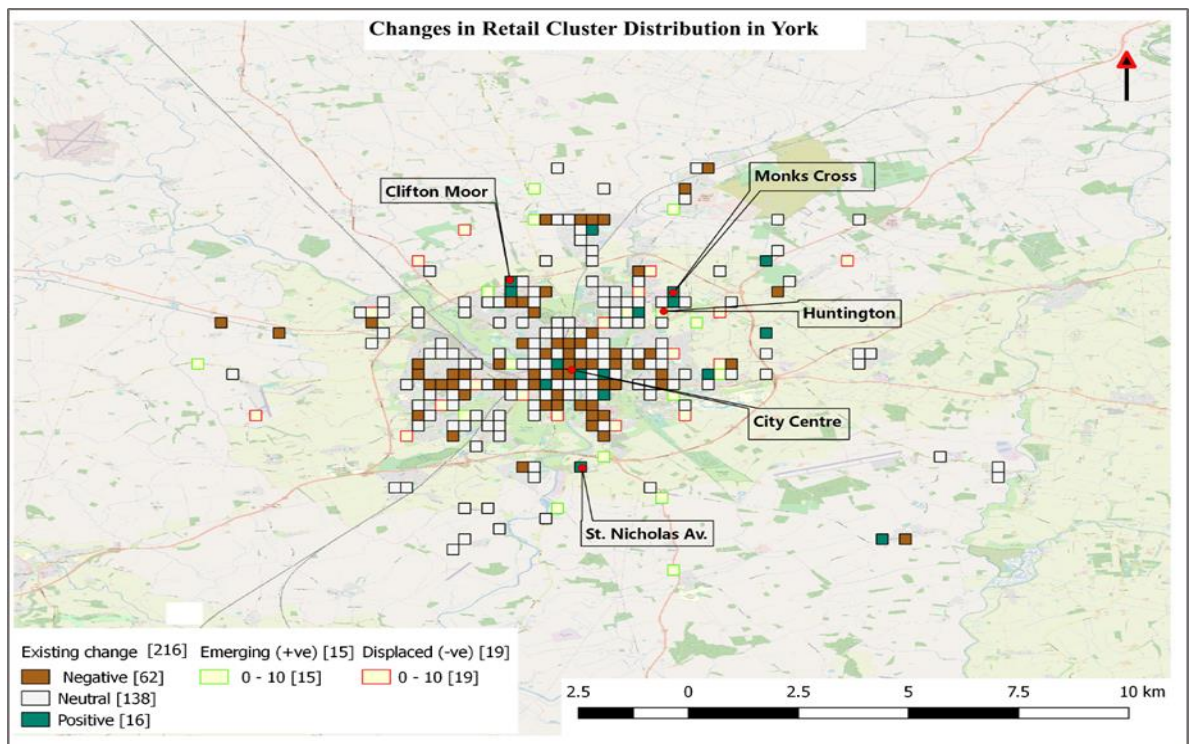 Changes in Retail Cluster Distribution in York
Clifton Moor
Monks Cross
Huntington
City Centre
St. Nicholas Av.
Existing change [216] Emerging (+ve) [15] Displaced (-ve) [19]
Negative [62] 0 - 10 [15] 0 - 10 [19]
Neutral [138]
Positive [16]
2.5 0 2.5 5 7.5 10 km